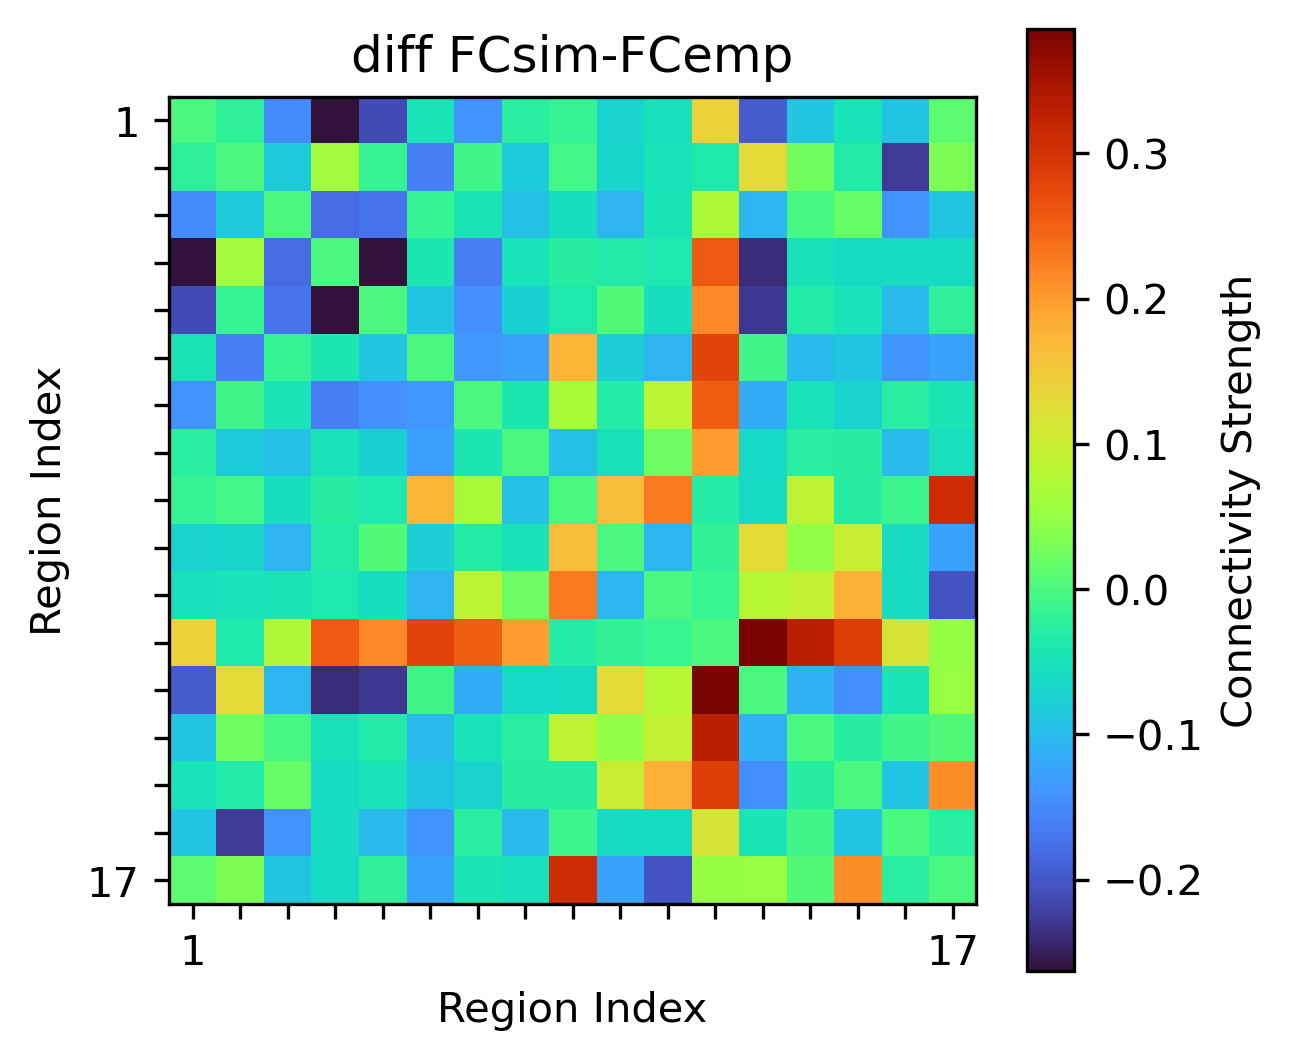 diff FCsim-FCemp
1
17
Region Index
1
17
Region Index
0.3
0.2
0.1
0.0
−0.1
−0.2
Connectivity Strength